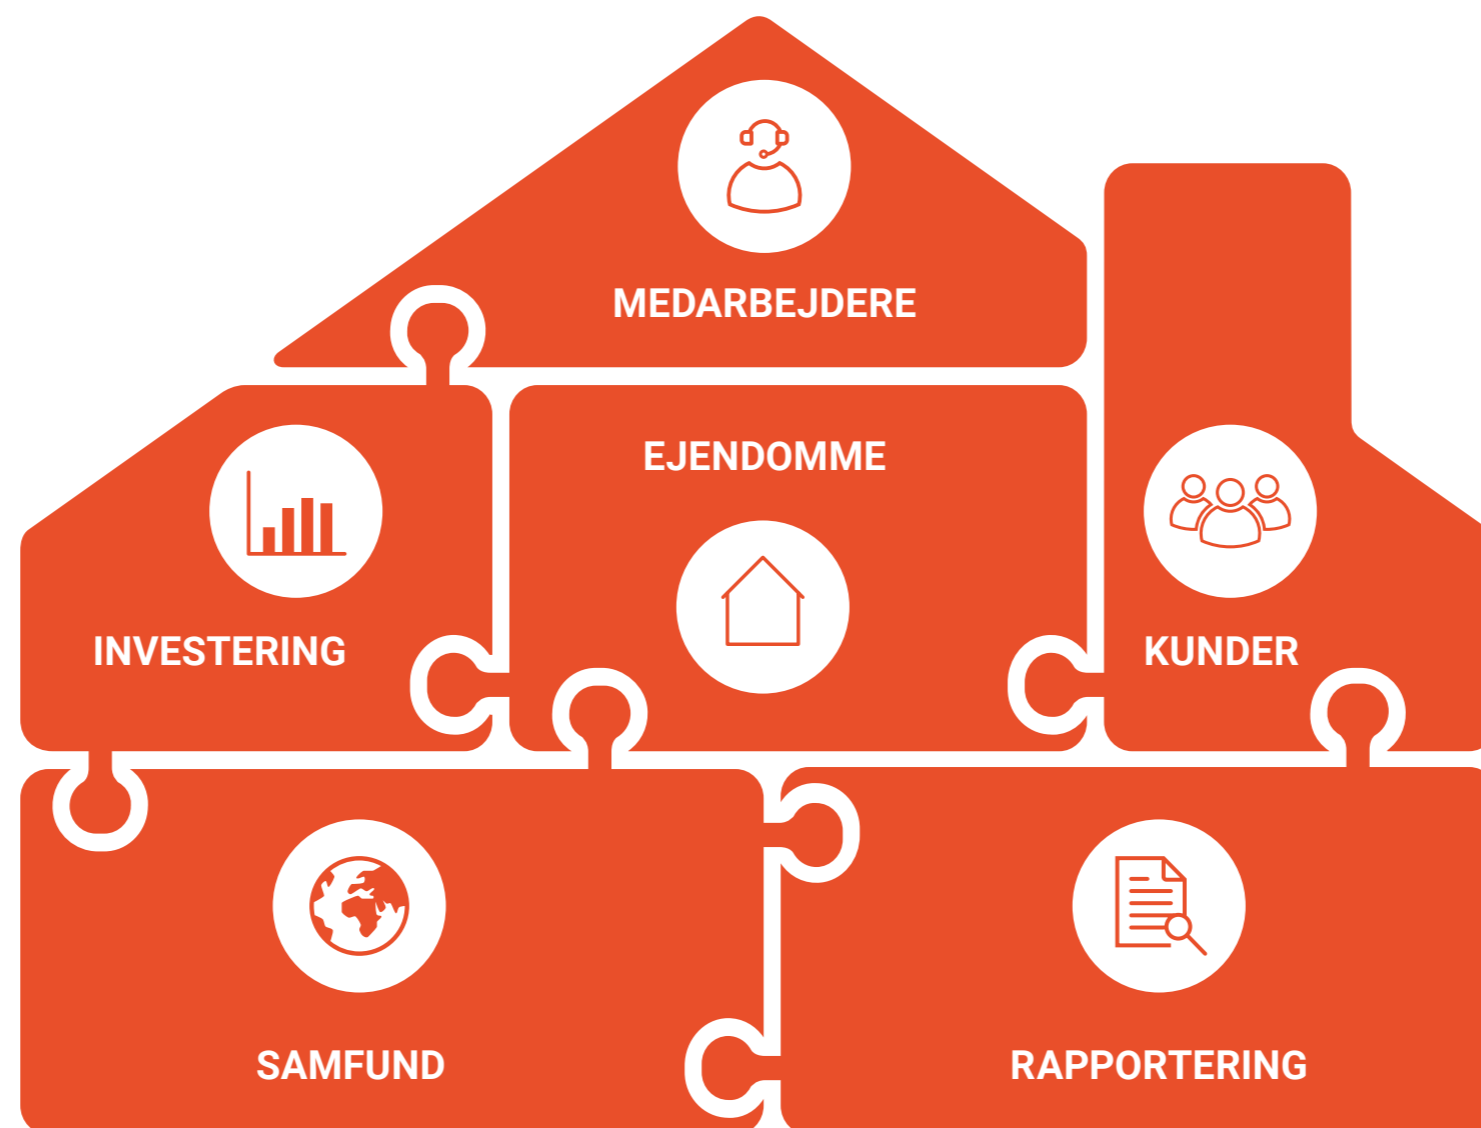 MEDARBEJDERE
EJENDOMME
INVESTERING
KUNDER
SAMFUND
RAPPORTERING